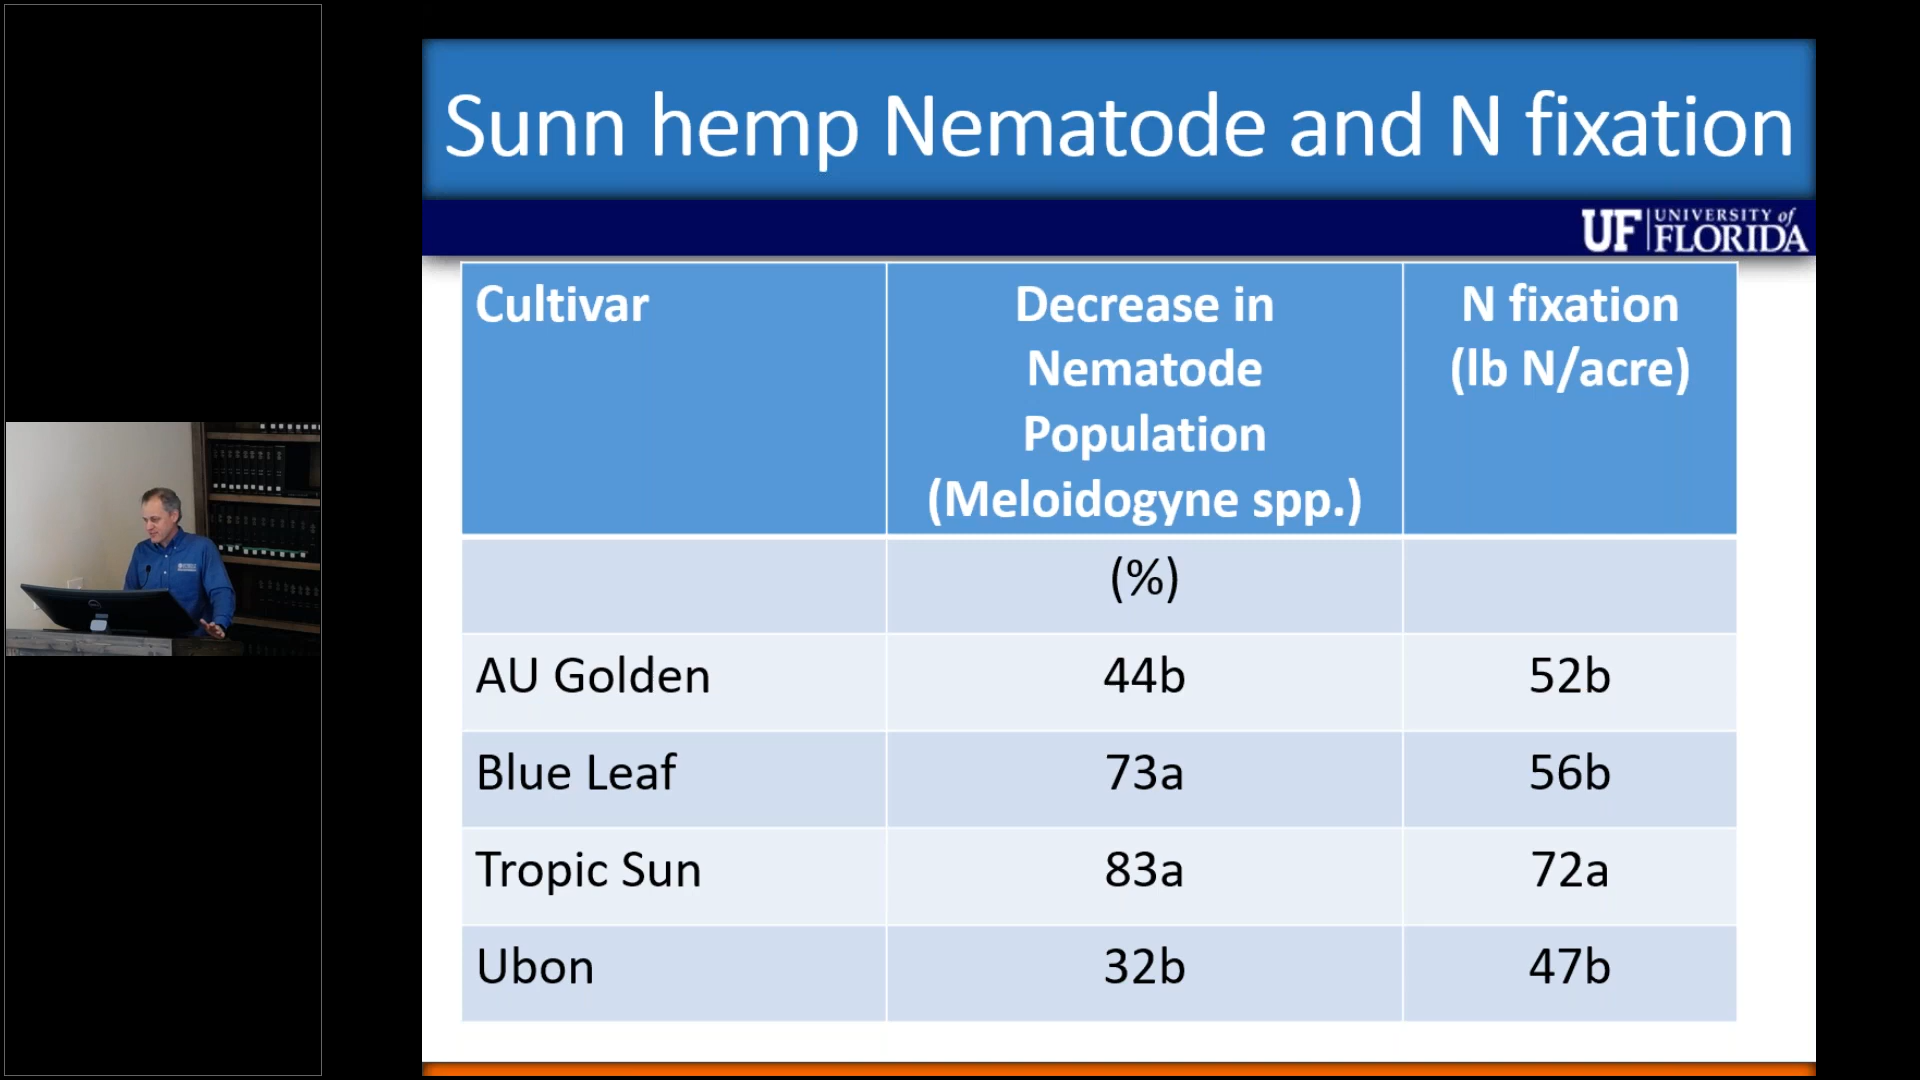 Sunn hemp Nematode and N fixation
UF UNIVERSITY of
FLORIDA
Cultivar
Decrease in
Nematode
Population
(Meloidogyne spp.)
N fixation
(lb N/acre)
(%)
AU Golden 44b 52b
Blue Leaf 73a 56b
Tropic Sun 83a 72a
Ubon 32b 47b